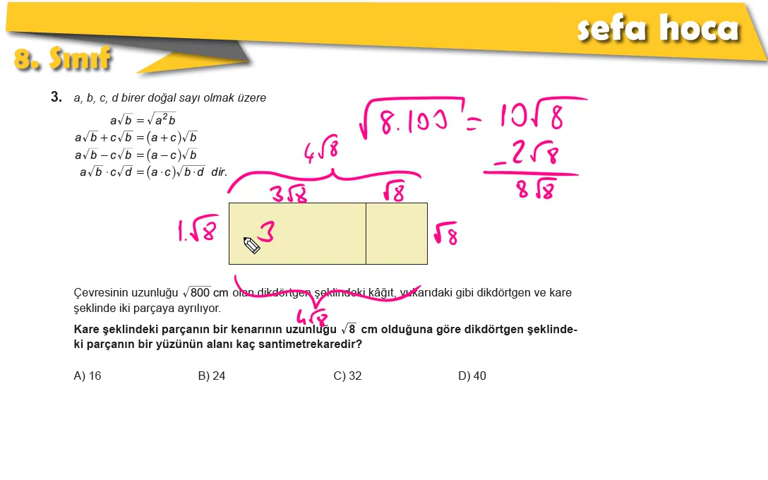 sefa hoca
8. Sınıf
3. a, b, c, d birer doğal sayı olmak üzere
a√b = √a²b
a√b + c√b = (a + c)√b
a√b − c√b = (a − c)√b
a√b · c√d = (a · c)√b · d dir.
√8.100 = 10√8
− 2√8
8√8
4√8
3√8 √8
1.√8 3 √8
Çevresinin uzunluğu √800 cm olan dikdörtgen şeklindeki kâğıt, yukarıdaki gibi dikdörtgen ve kare
şeklinde iki parçaya ayrılıyor.
4√8
Kare şeklindeki parçanın bir kenarının uzunluğu √8 cm olduğuna göre dikdörtgen şeklinde-
ki parçanın bir yüzünün alanı kaç santimetrekaredir?
A) 16 B) 24 C) 32 D) 40